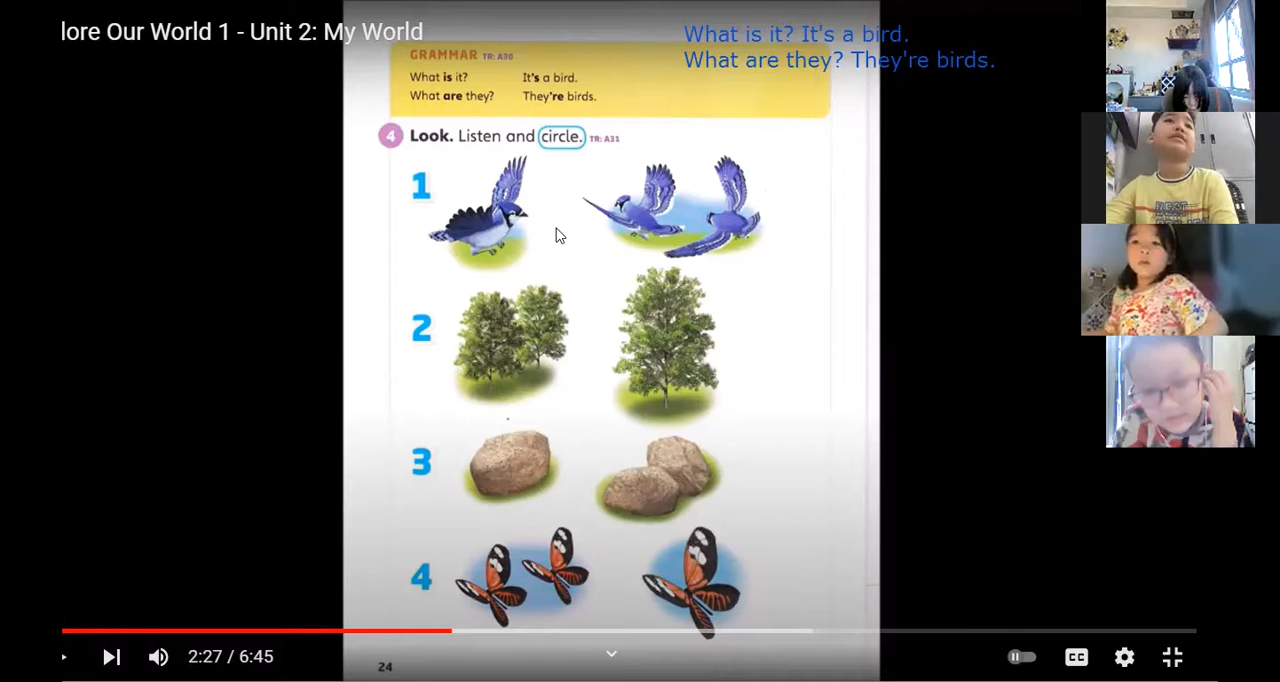 lore Our World 1 - Unit 2: My World
What is it? It's a bird.
What are they? They're birds.
GRAMMAR TR: A30
What is it? It's a bird.
What are they? They're birds.
4 Look. Listen and circle. TR: A31
1
2
3
4
24
2:27 / 6:45
CC